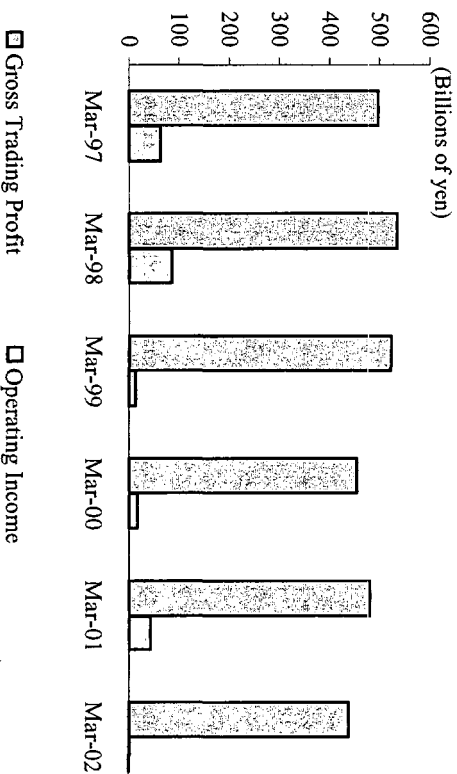 (Billions of yen)
600
500
400
300
200
100
0
Mar-97 Mar-98 Mar-99 Mar-00 Mar-01 Mar-02
Gross Trading Profit Operating Income